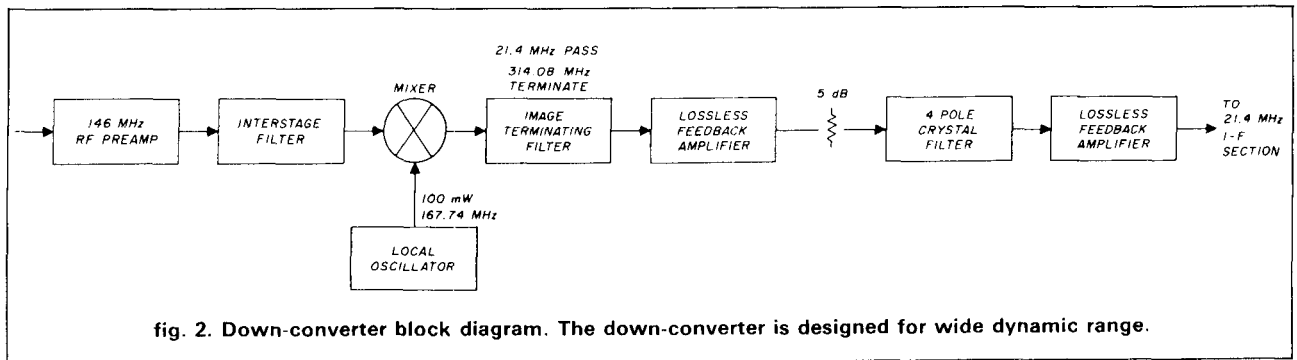 146 MHz
RF PREAMP
INTERSTAGE
FILTER
MIXER
21.4 MHz PASS
314.08 MHz
TERMINATE
IMAGE
TERMINATING
FILTER
LOSSLESS
FEEDBACK
AMPLIFIER
5 dB
4 POLE
CRYSTAL
FILTER
LOSSLESS
FEEDBACK
AMPLIFIER
TO
21.4 MHz
I-F
SECTION
100 mW
167.74 MHz
LOCAL
OSCILLATOR
fig. 2. Down-converter block diagram. The down-converter is designed for wide dynamic range.